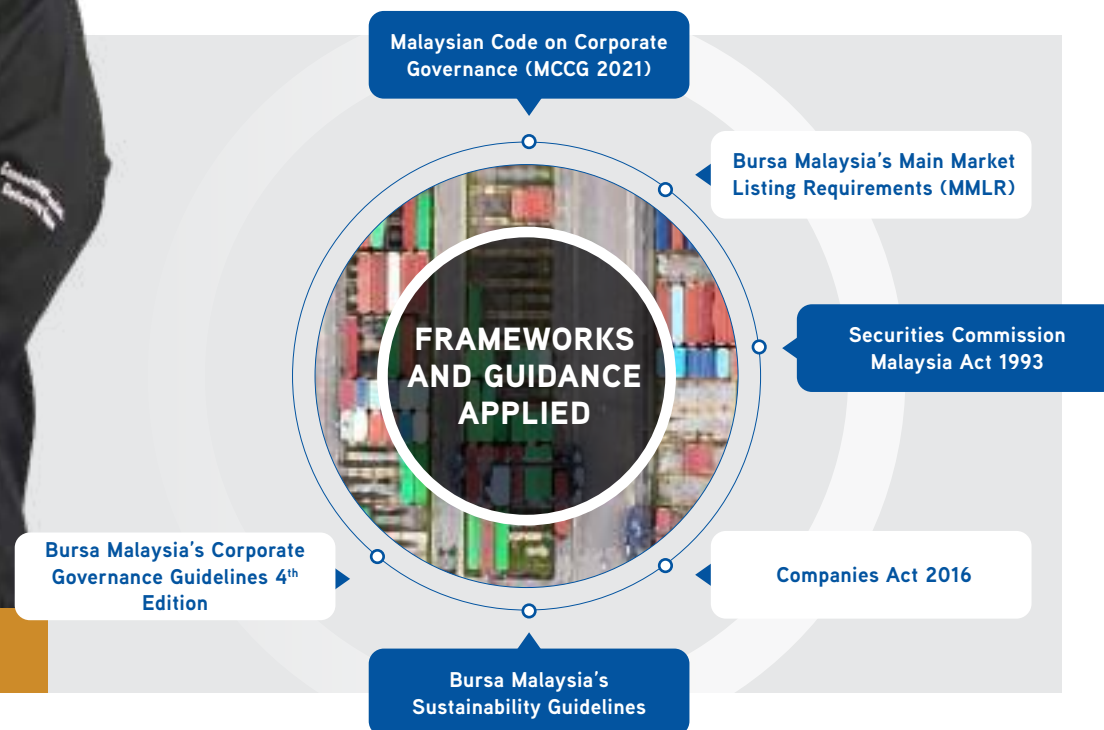 Malaysian Code on Corporate
Governance (MCCG 2021)
Bursa Malaysia's Main Market
Listing Requirements (MMLR)
Securities Commission
Malaysia Act 1993
FRAMEWORKS
AND GUIDANCE
APPLIED
Companies Act 2016
Bursa Malaysia's
Sustainability Guidelines
Bursa Malaysia's Corporate
Governance Guidelines 4th
Edition